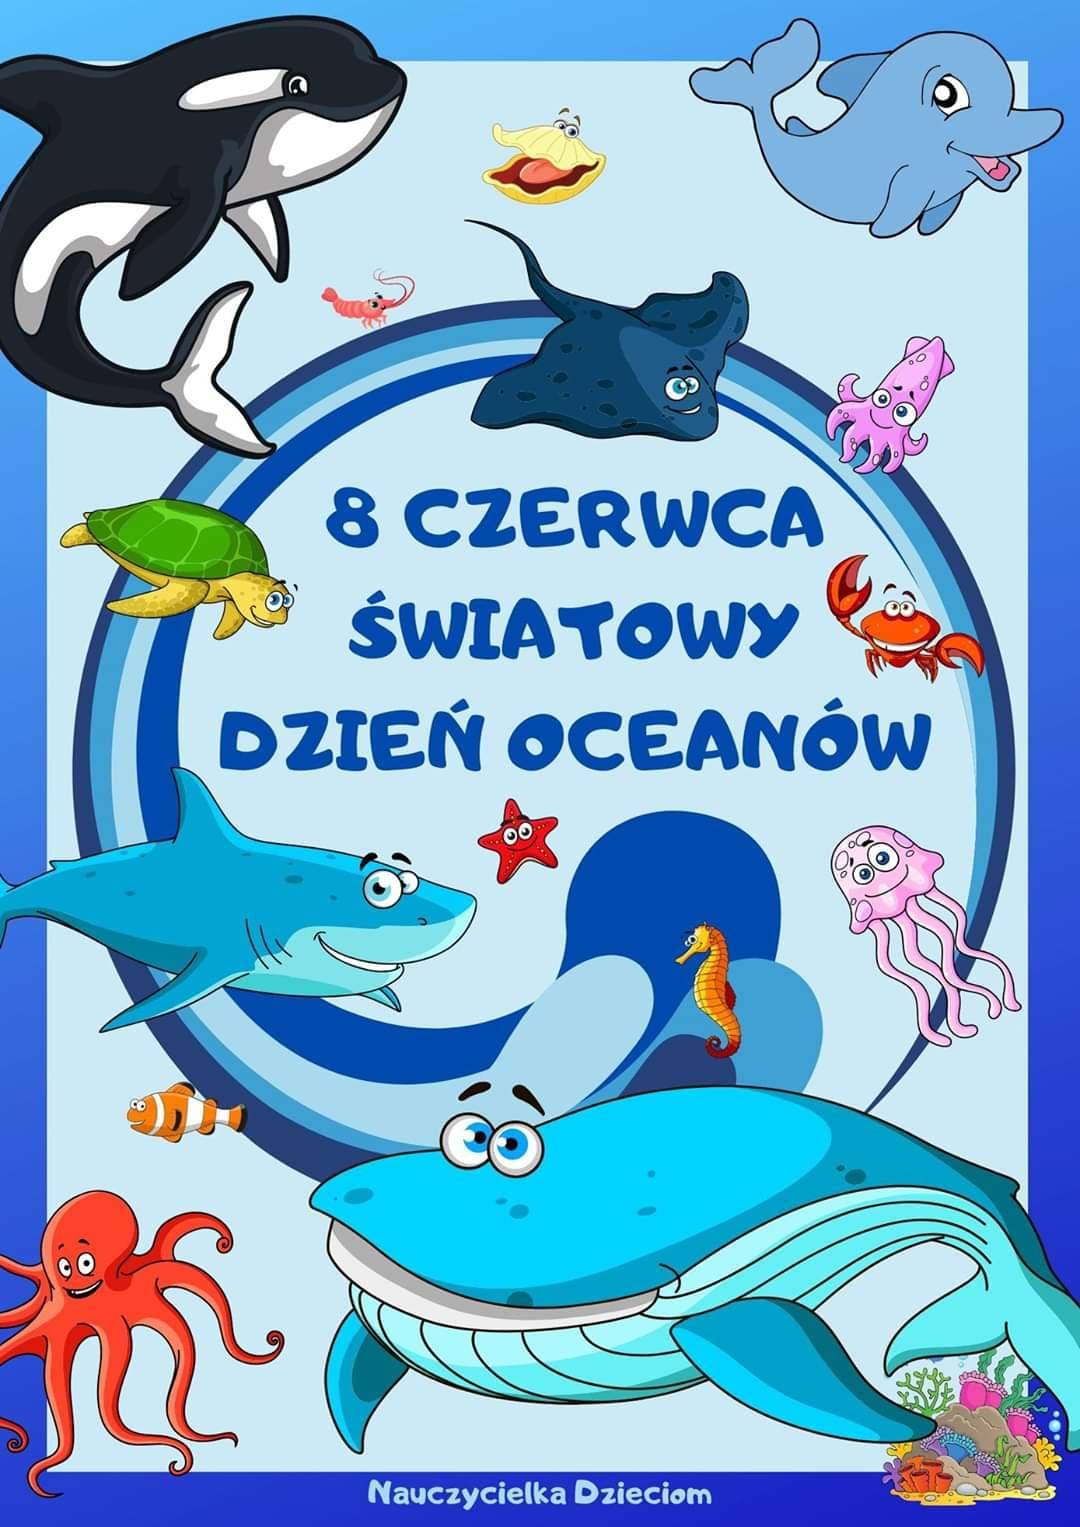 8 CZERWCA
ŚWIATOWY
DZIEŃ OCEANÓW
Nauczycielka Dzieciom